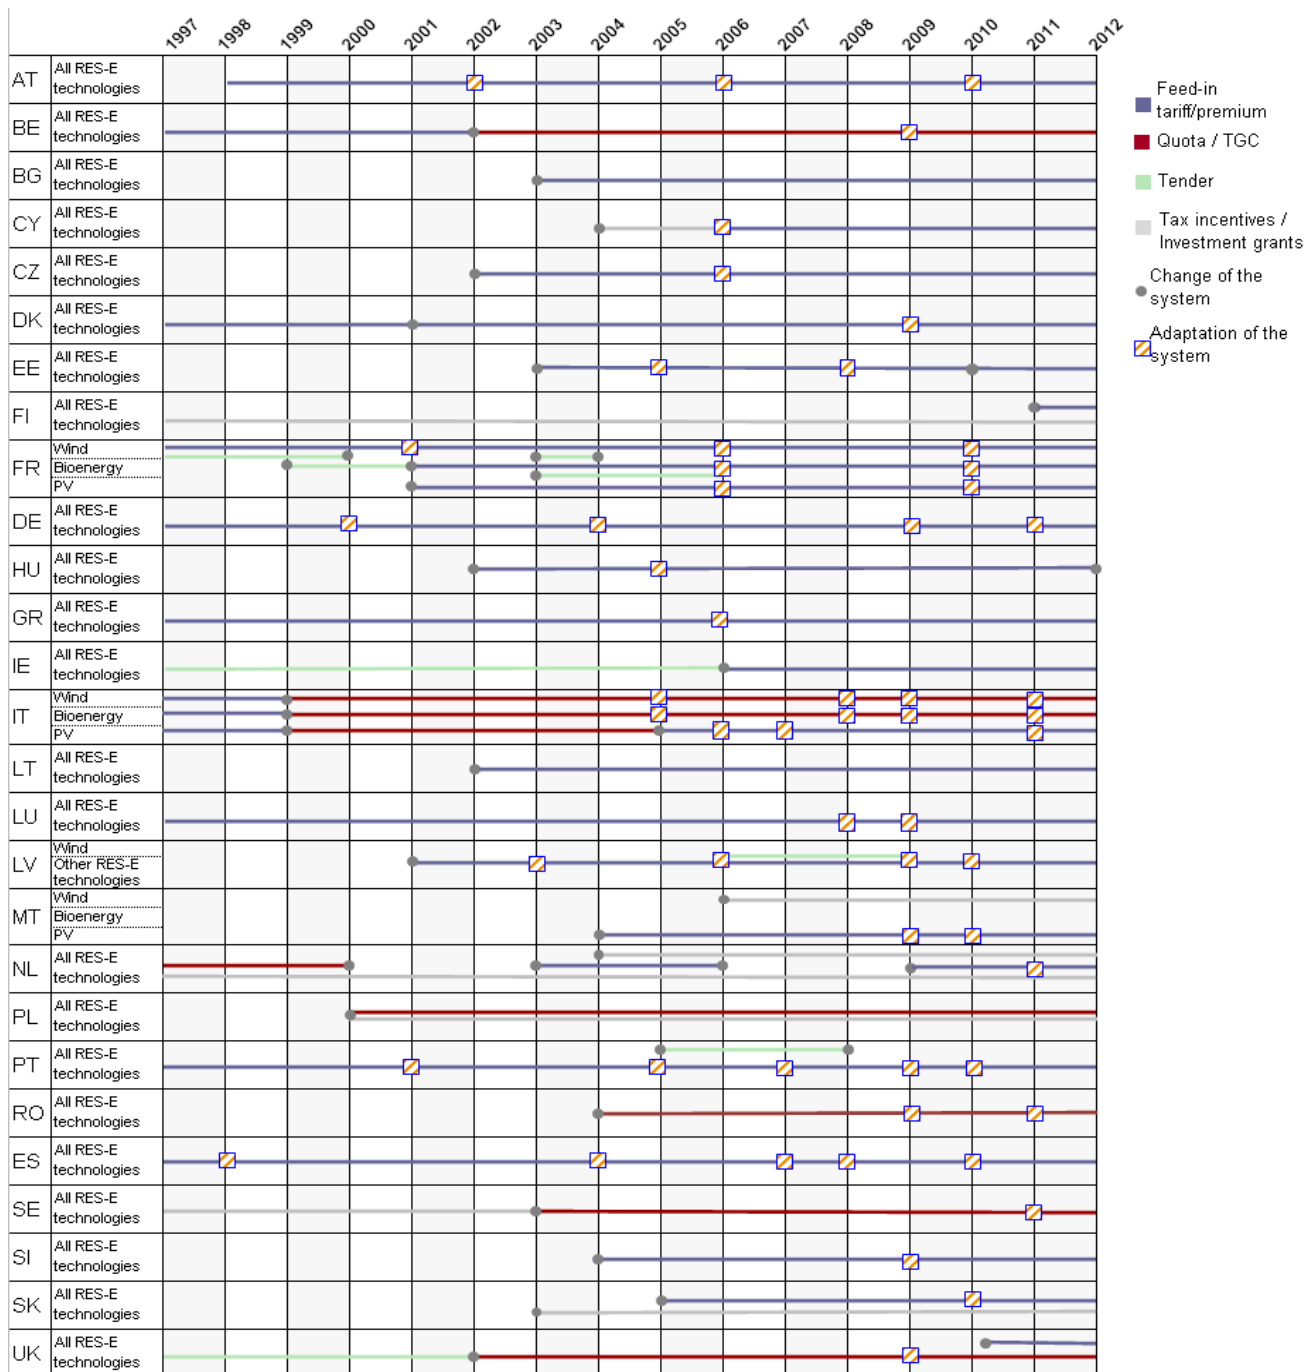 1997 1998 1999 2000 2001 2002 2003 2004 2005 2006 2007 2008 2009 2010 2011 2012
AT All RES-E
technologies
BE All RES-E
technologies
BG All RES-E
technologies
CY All RES-E
technologies
CZ All RES-E
technologies
DK All RES-E
technologies
EE All RES-E
technologies
FI All RES-E
technologies
FR Wind
Bioenergy
PV
DE All RES-E
technologies
HU All RES-E
technologies
GR All RES-E
technologies
IE All RES-E
technologies
IT Wind
Bioenergy
PV
LT All RES-E
technologies
LU All RES-E
technologies
LV Wind
Other RES-E
technologies
MT Wind
Bioenergy
PV
NL All RES-E
technologies
PL All RES-E
technologies
PT All RES-E
technologies
RO All RES-E
technologies
ES All RES-E
technologies
SE All RES-E
technologies
SI All RES-E
technologies
SK All RES-E
technologies
UK All RES-E
technologies
Feed-in
tariff/premium
Quota / TGC
Tender
Tax incentives /
Investment grants
Change of the
system
Adaptation of the
system